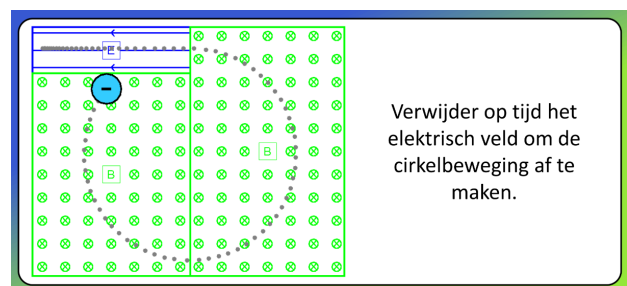 E
B
B
Verwijder op tijd het
elektrisch veld om de
cirkelbeweging af te
maken.